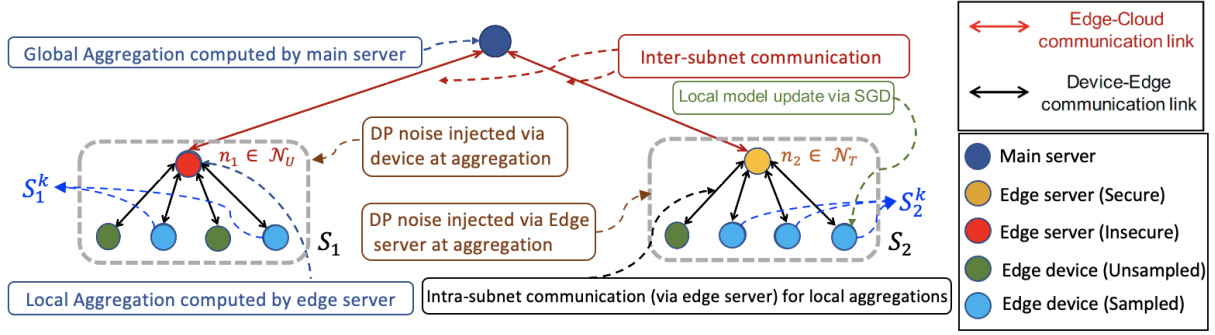 Global Aggregation computed by main server
Inter-subnet communication
Local model update via SGD
DP noise injected via
device at aggregation
n₁ ∈ 𝒩_U
n₂ ∈ 𝒩_T
S₁ᵏ
S₂ᵏ
DP noise injected via Edge
server at aggregation
S₁
S₂
Local Aggregation computed by edge server
Intra-subnet communication (via edge server) for local aggregations
Edge-Cloud
communication link
Device-Edge
communication link
Main server
Edge server (Secure)
Edge server (Insecure)
Edge device (Unsampled)
Edge device (Sampled)